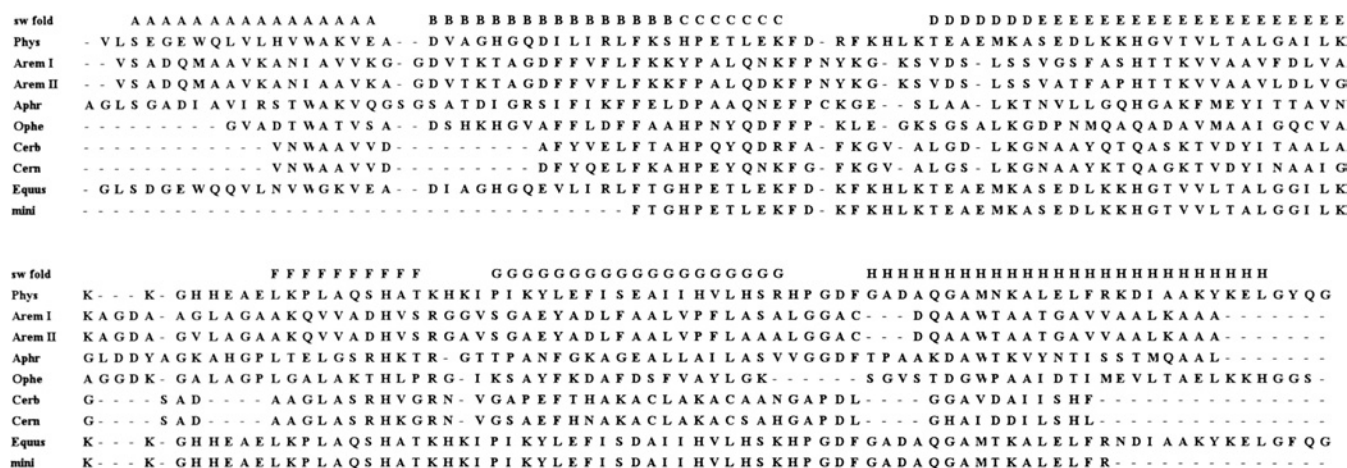 sw fold A A A A A A A A A A A A A A A A B B B B B B B B B B B B B B B B C C C C C C C D D D D D D D E E E E E E E E E E E E E E E E E E E E
Phys - V L S E G E W Q L V L H V W A K V E A - - D V A G H G Q D I L I R L F K S H P E T L E K F D - R F K H L K T E A E M K A S E D L K K H G V T V L T A L G A I L K
Arem I - - V S A D Q M A A V K A N I A V V K G - G D V T K T A G D F F V F L F K K Y P A L Q N K F P N Y K G - K S V D S - L S S V G S F A S H T T K V V A A V F D L V A
Arem II - - V S A D Q M A A V K A N I A A V K G - G D V T K T A G D F F V F L F K K F P A L Q D K F P N Y K G - K S V D S - L S S V A T F A P H T T K V V A A V L D L V G
Aphr A G L S G A D I A V I R S T W A K V Q G S G S A T D I G R S I F I K F F E L D P A A Q N E F P C K G E - S L A A - L K T N V L L G Q H G A K F M E Y I T T A V N
Ophe - - - - - - - - - G V A D T W A T V S A - - D S H K H G V A F F L D F F A A H P N Y Q D F F P - K L E - G K S G S A L K G D P N M Q A Q A D A V M A A I G Q C V A
Cerb - - - - - - - - - - - - V N W A A V V D - - - - - - - - - A F Y V E L F T A H P Q Y Q D R F A - F K G V - A L G D - L K G N A A Y Q T Q A S K T V D Y I T A A L A
Cern - - - - - - - - - - - - V N W A A V V D - - - - - - - - - D F Y Q E L F K A H P E Y Q N K F G - F K G V - A L G S - L K G N A A Y K T Q A G K T V D Y I N A A I G
Equus - G L S D G E W Q Q V L N V W G K V E A - - D I A G H G Q E V L I R L F T G H P E T L E K F D - K F K H L K T E A E M K A S E D L K K H G T V V L T A L G G I L K
mini - - - - - - - - - - - - - - - - - - - - - - - - - - - - - - - - - - - F T G H P E T L E K F D - K F K H L K T E A E M K A S E D L K K H G T V V L T A L G G I L K
sw fold F F F F F F F F F F G G G G G G G G G G G G G G G G G G G H H H H H H H H H H H H H H H H H H H H H H H H H H
Phys K - - - K - G H H E A E L K P L A Q S H A T K H K I P I K Y L E F I S E A I I H V L H S R H P G D F G A D A Q G A M N K A L E L F R K D I A A K Y K E L G Y Q G
Arem I K A G D A - A G L A G A A K Q V V A D H V S R G G V S G A E Y A D L F A A L V P F L A S A L G G A C - - - D Q A A W T A A T G A V V A A L K A A A - - - - - - -
Arem II K A G D A - G V L A G A A K Q V V A D H V S R G A V S G A E Y A D L F A A L V P F L A A A L G G A C - - - D Q A A W T A A T G A V V A A L K A A A - - - - - - -
Aphr G L D D Y A G K A H G P L T E L G S R H K T R - G T T P A N F G K A G E A L L A I L A S V V G G D F T P A A K D A W T K V Y N T I S S T M Q A A L - - - - - - -
Ophe A G G D K - G A L A G P L G A L A K T H L P R G - I K S A Y F K D A F D S F V A Y L G K - - - - - - - S G V S T D G W P A A I D T I M E V L T A E L K K H G G S -
Cerb G - - - - S A D - - - A A G L A S R H V G R N - V G A P E F T H A K A C L A K A C A A N G A P D L - - - - G G A V D A I I S H F - - - - - - - - - - - - - - -
Cern G - - - - S A D - - - A A G L A S R H K G R N - V G S A E F H N A K A C L A K A C S A H G A P D L - - - - G H A I D D I L S H L - - - - - - - - - - - - - - -
Equus K - - - K - G H H E A E L K P L A Q S H A T K H K I P I K Y L E F I S D A I I H V L H S K H P G D F G A D A Q G A M T K A L E L F R N D I A A K Y K E L G F Q G
mini K - - - K - G H H E A E L K P L A Q S H A T K H K I P I K Y L E F I S D A I I H V L H S K H P G D F G A D A Q G A M T K A L E L F R - - - - - - - - - - - - - -